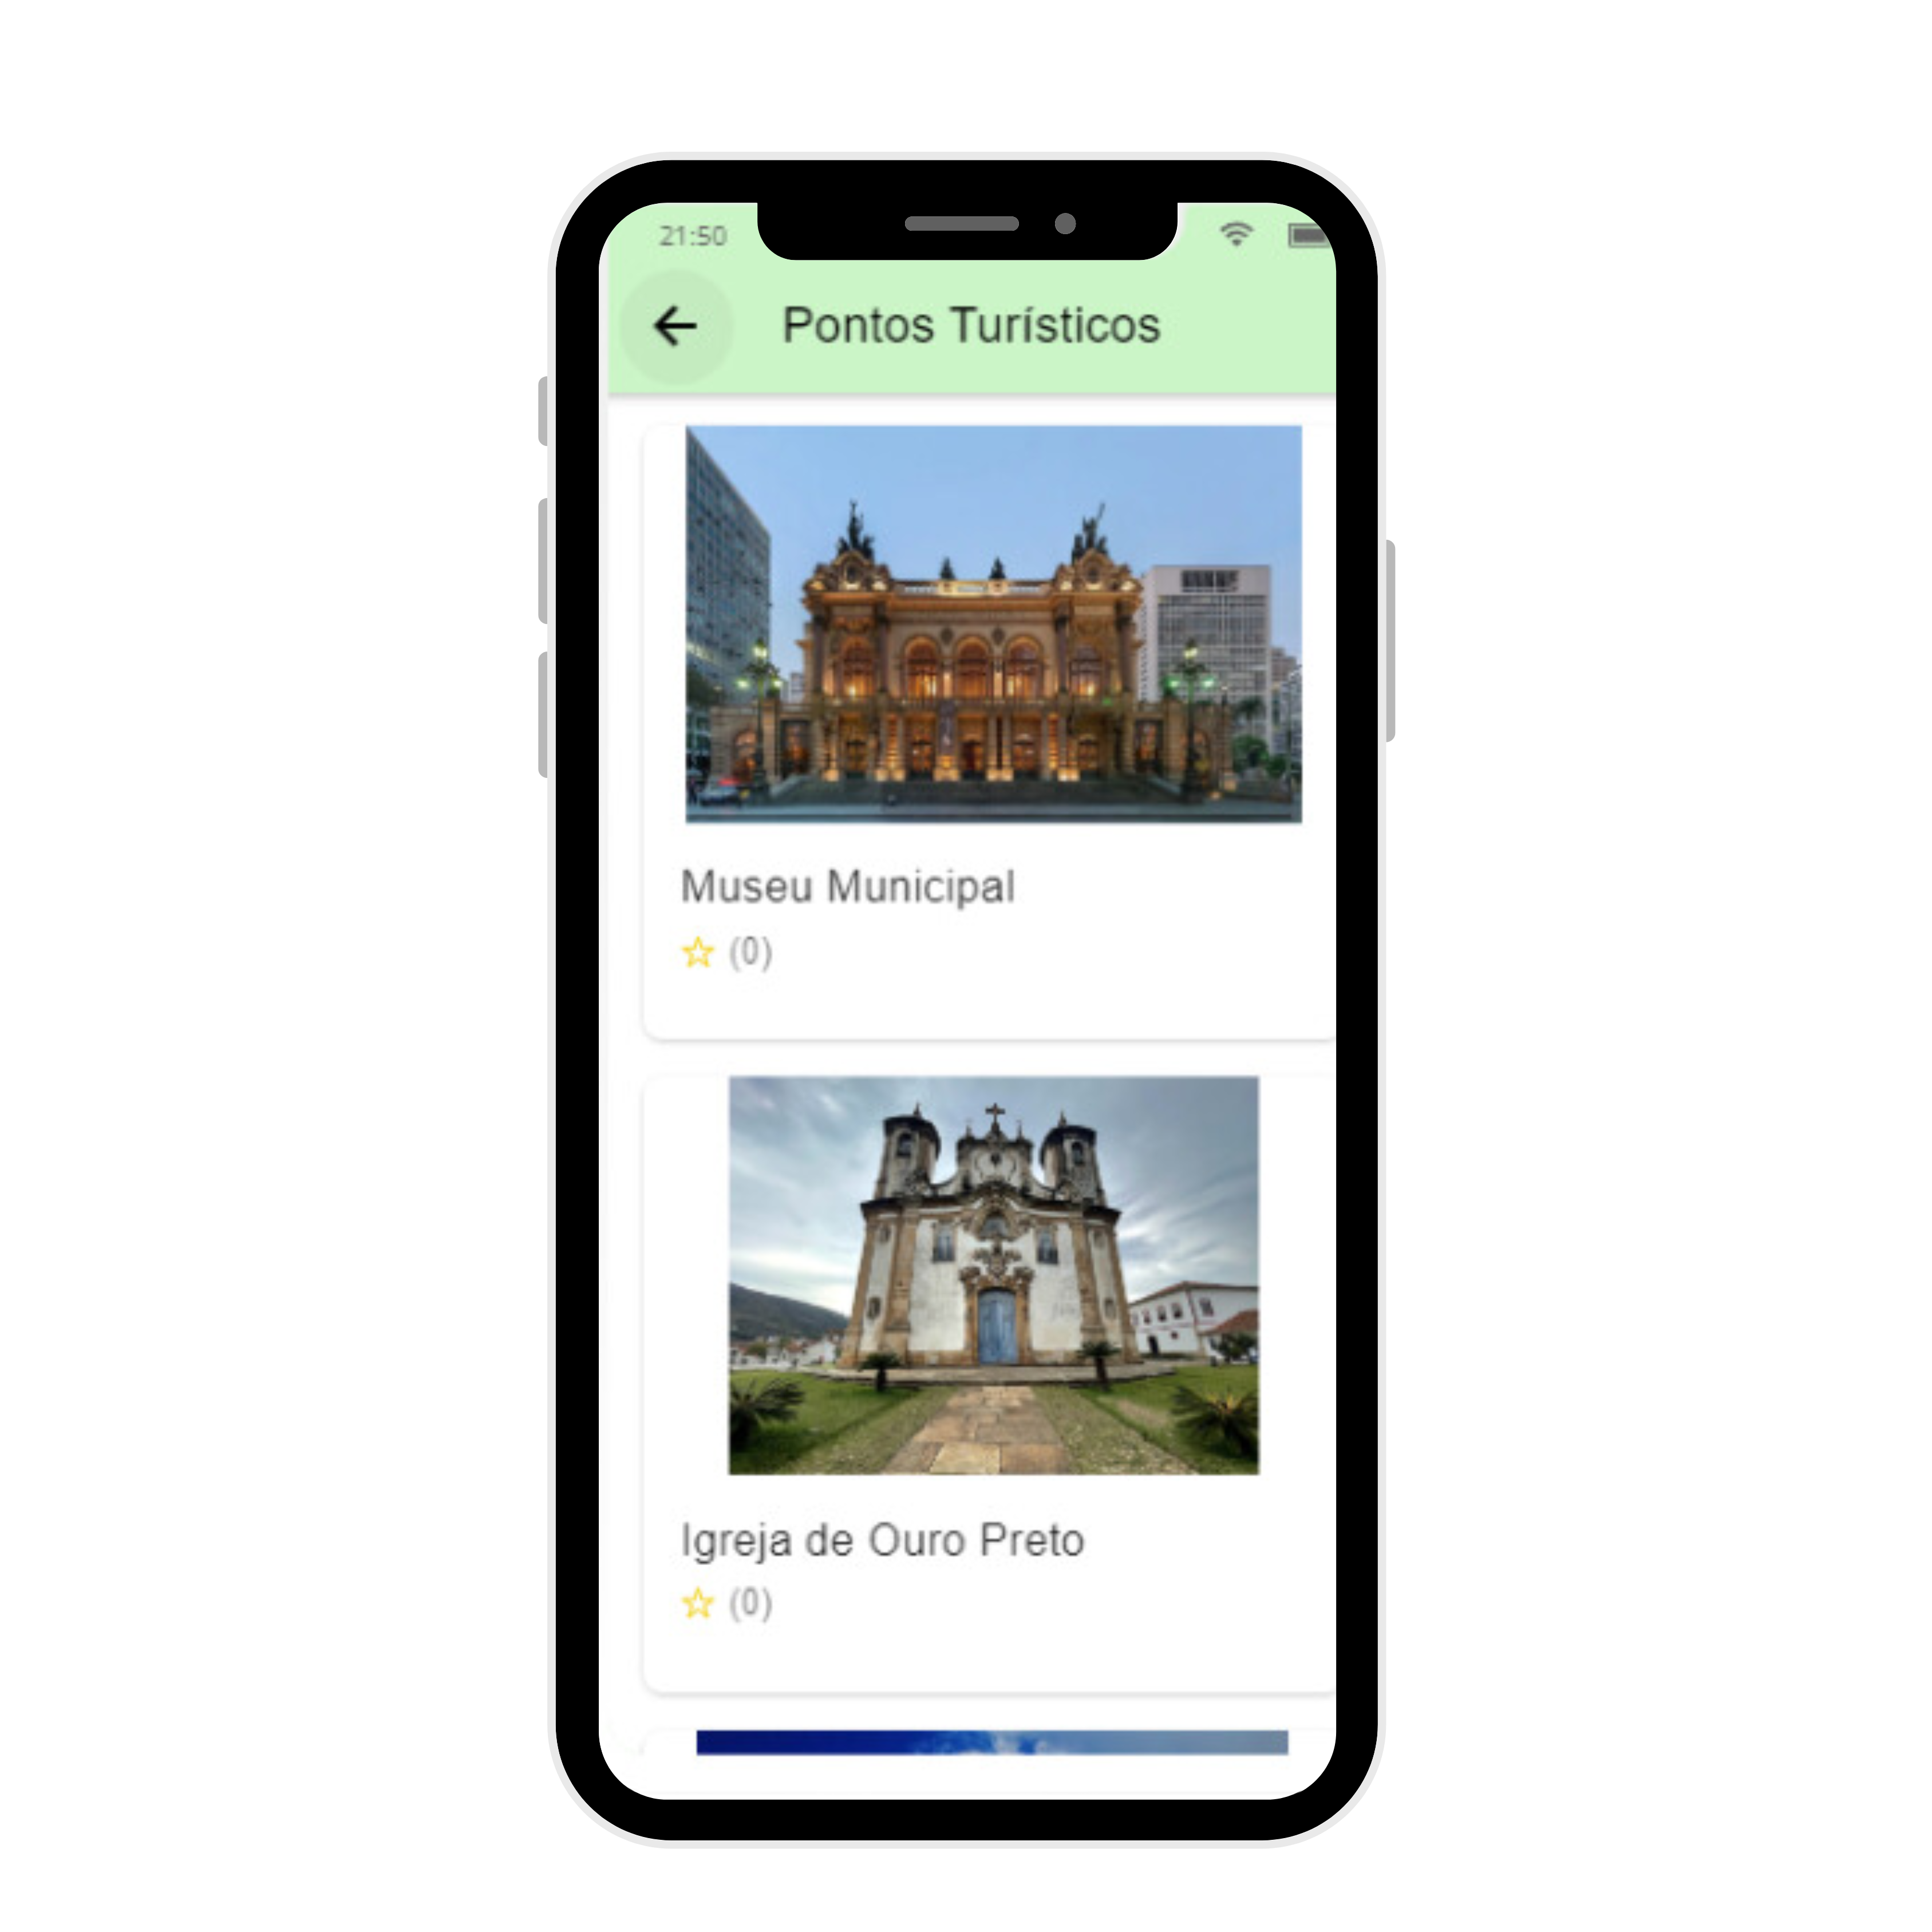 21:50
Pontos Turísticos
Museu Municipal
(0)
Igreja de Ouro Preto
(0)